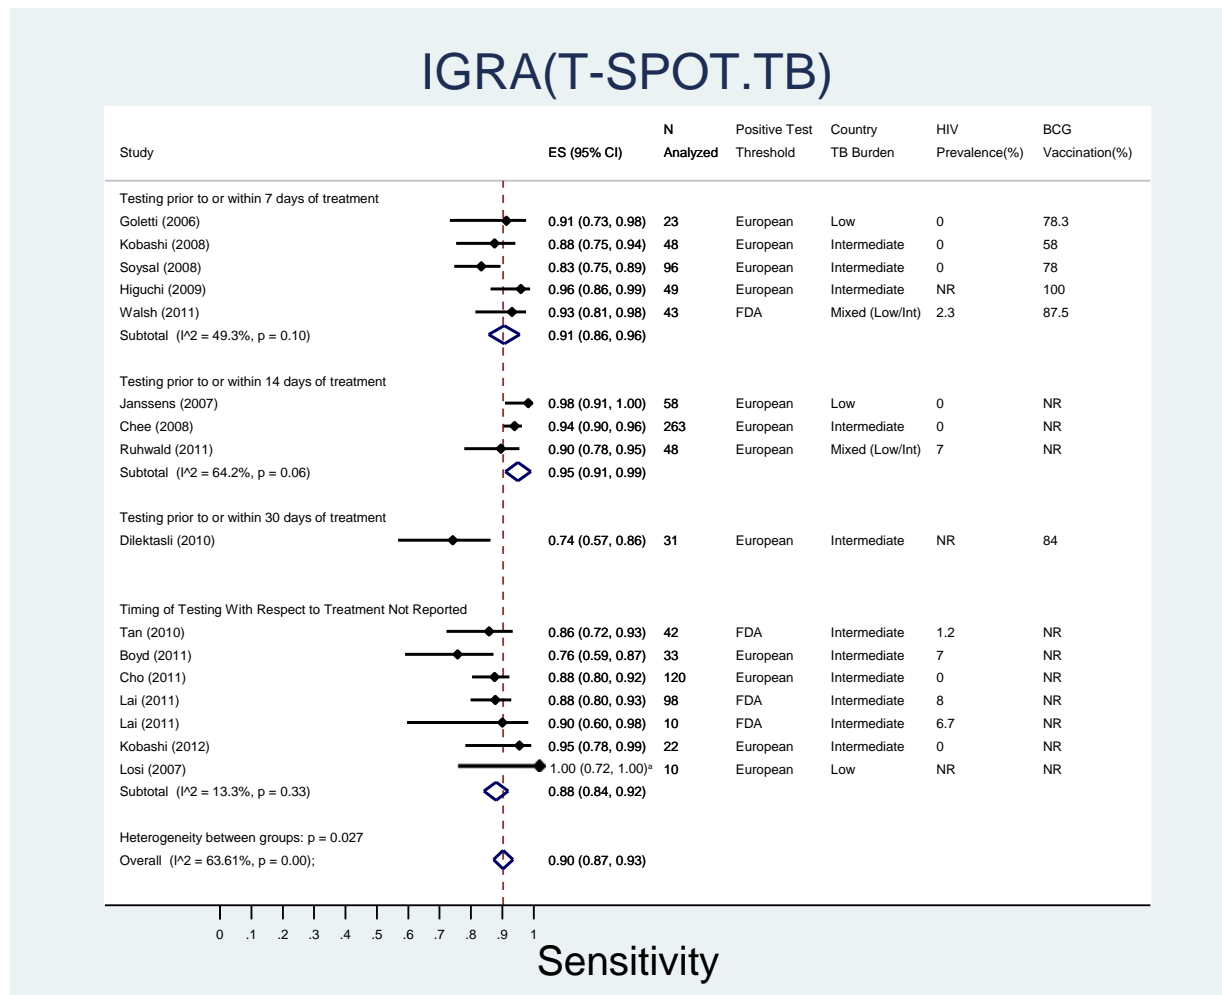 IGRA(T-SPOT.TB)
N Positive Test Country HIV BCG
Study ES (95% CI) Analyzed Threshold TB Burden Prevalence(%) Vaccination(%)
Testing prior to or within 7 days of treatment
Goletti (2006) 0.91 (0.73, 0.98) 23 European Low 0 78.3
Kobashi (2008) 0.88 (0.75, 0.94) 48 European Intermediate 0 58
Soysal (2008) 0.83 (0.75, 0.89) 96 European Intermediate 0 78
Higuchi (2009) 0.96 (0.86, 0.99) 49 European Intermediate NR 100
Walsh (2011) 0.93 (0.81, 0.98) 43 FDA Mixed (Low/Int) 2.3 87.5
Subtotal (I^2 = 49.3%, p = 0.10) 0.91 (0.86, 0.96)
Testing prior to or within 14 days of treatment
Janssens (2007) 0.98 (0.91, 1.00) 58 European Low 0 NR
Chee (2008) 0.94 (0.90, 0.96) 263 European Intermediate 0 NR
Ruhwald (2011) 0.90 (0.78, 0.95) 48 European Mixed (Low/Int) 7 NR
Subtotal (I^2 = 64.2%, p = 0.06) 0.95 (0.91, 0.99)
Testing prior to or within 30 days of treatment
Dilektasli (2010) 0.74 (0.57, 0.86) 31 European Intermediate NR 84
Timing of Testing With Respect to Treatment Not Reported
Tan (2010) 0.86 (0.72, 0.93) 42 FDA Intermediate 1.2 NR
Boyd (2011) 0.76 (0.59, 0.87) 33 European Intermediate 7 NR
Cho (2011) 0.88 (0.80, 0.92) 120 European Intermediate 0 NR
Lai (2011) 0.88 (0.80, 0.93) 98 FDA Intermediate 8 NR
Lai (2011) 0.90 (0.60, 0.98) 10 FDA Intermediate 6.7 NR
Kobashi (2012) 0.95 (0.78, 0.99) 22 European Intermediate 0 NR
Losi (2007) 1.00 (0.72, 1.00)ᵃ 10 European Low NR NR
Subtotal (I^2 = 13.3%, p = 0.33) 0.88 (0.84, 0.92)
Heterogeneity between groups: p = 0.027
Overall (I^2 = 63.61%, p = 0.00); 0.90 (0.87, 0.93)
0 .1 .2 .3 .4 .5 .6 .7 .8 .9 1
Sensitivity